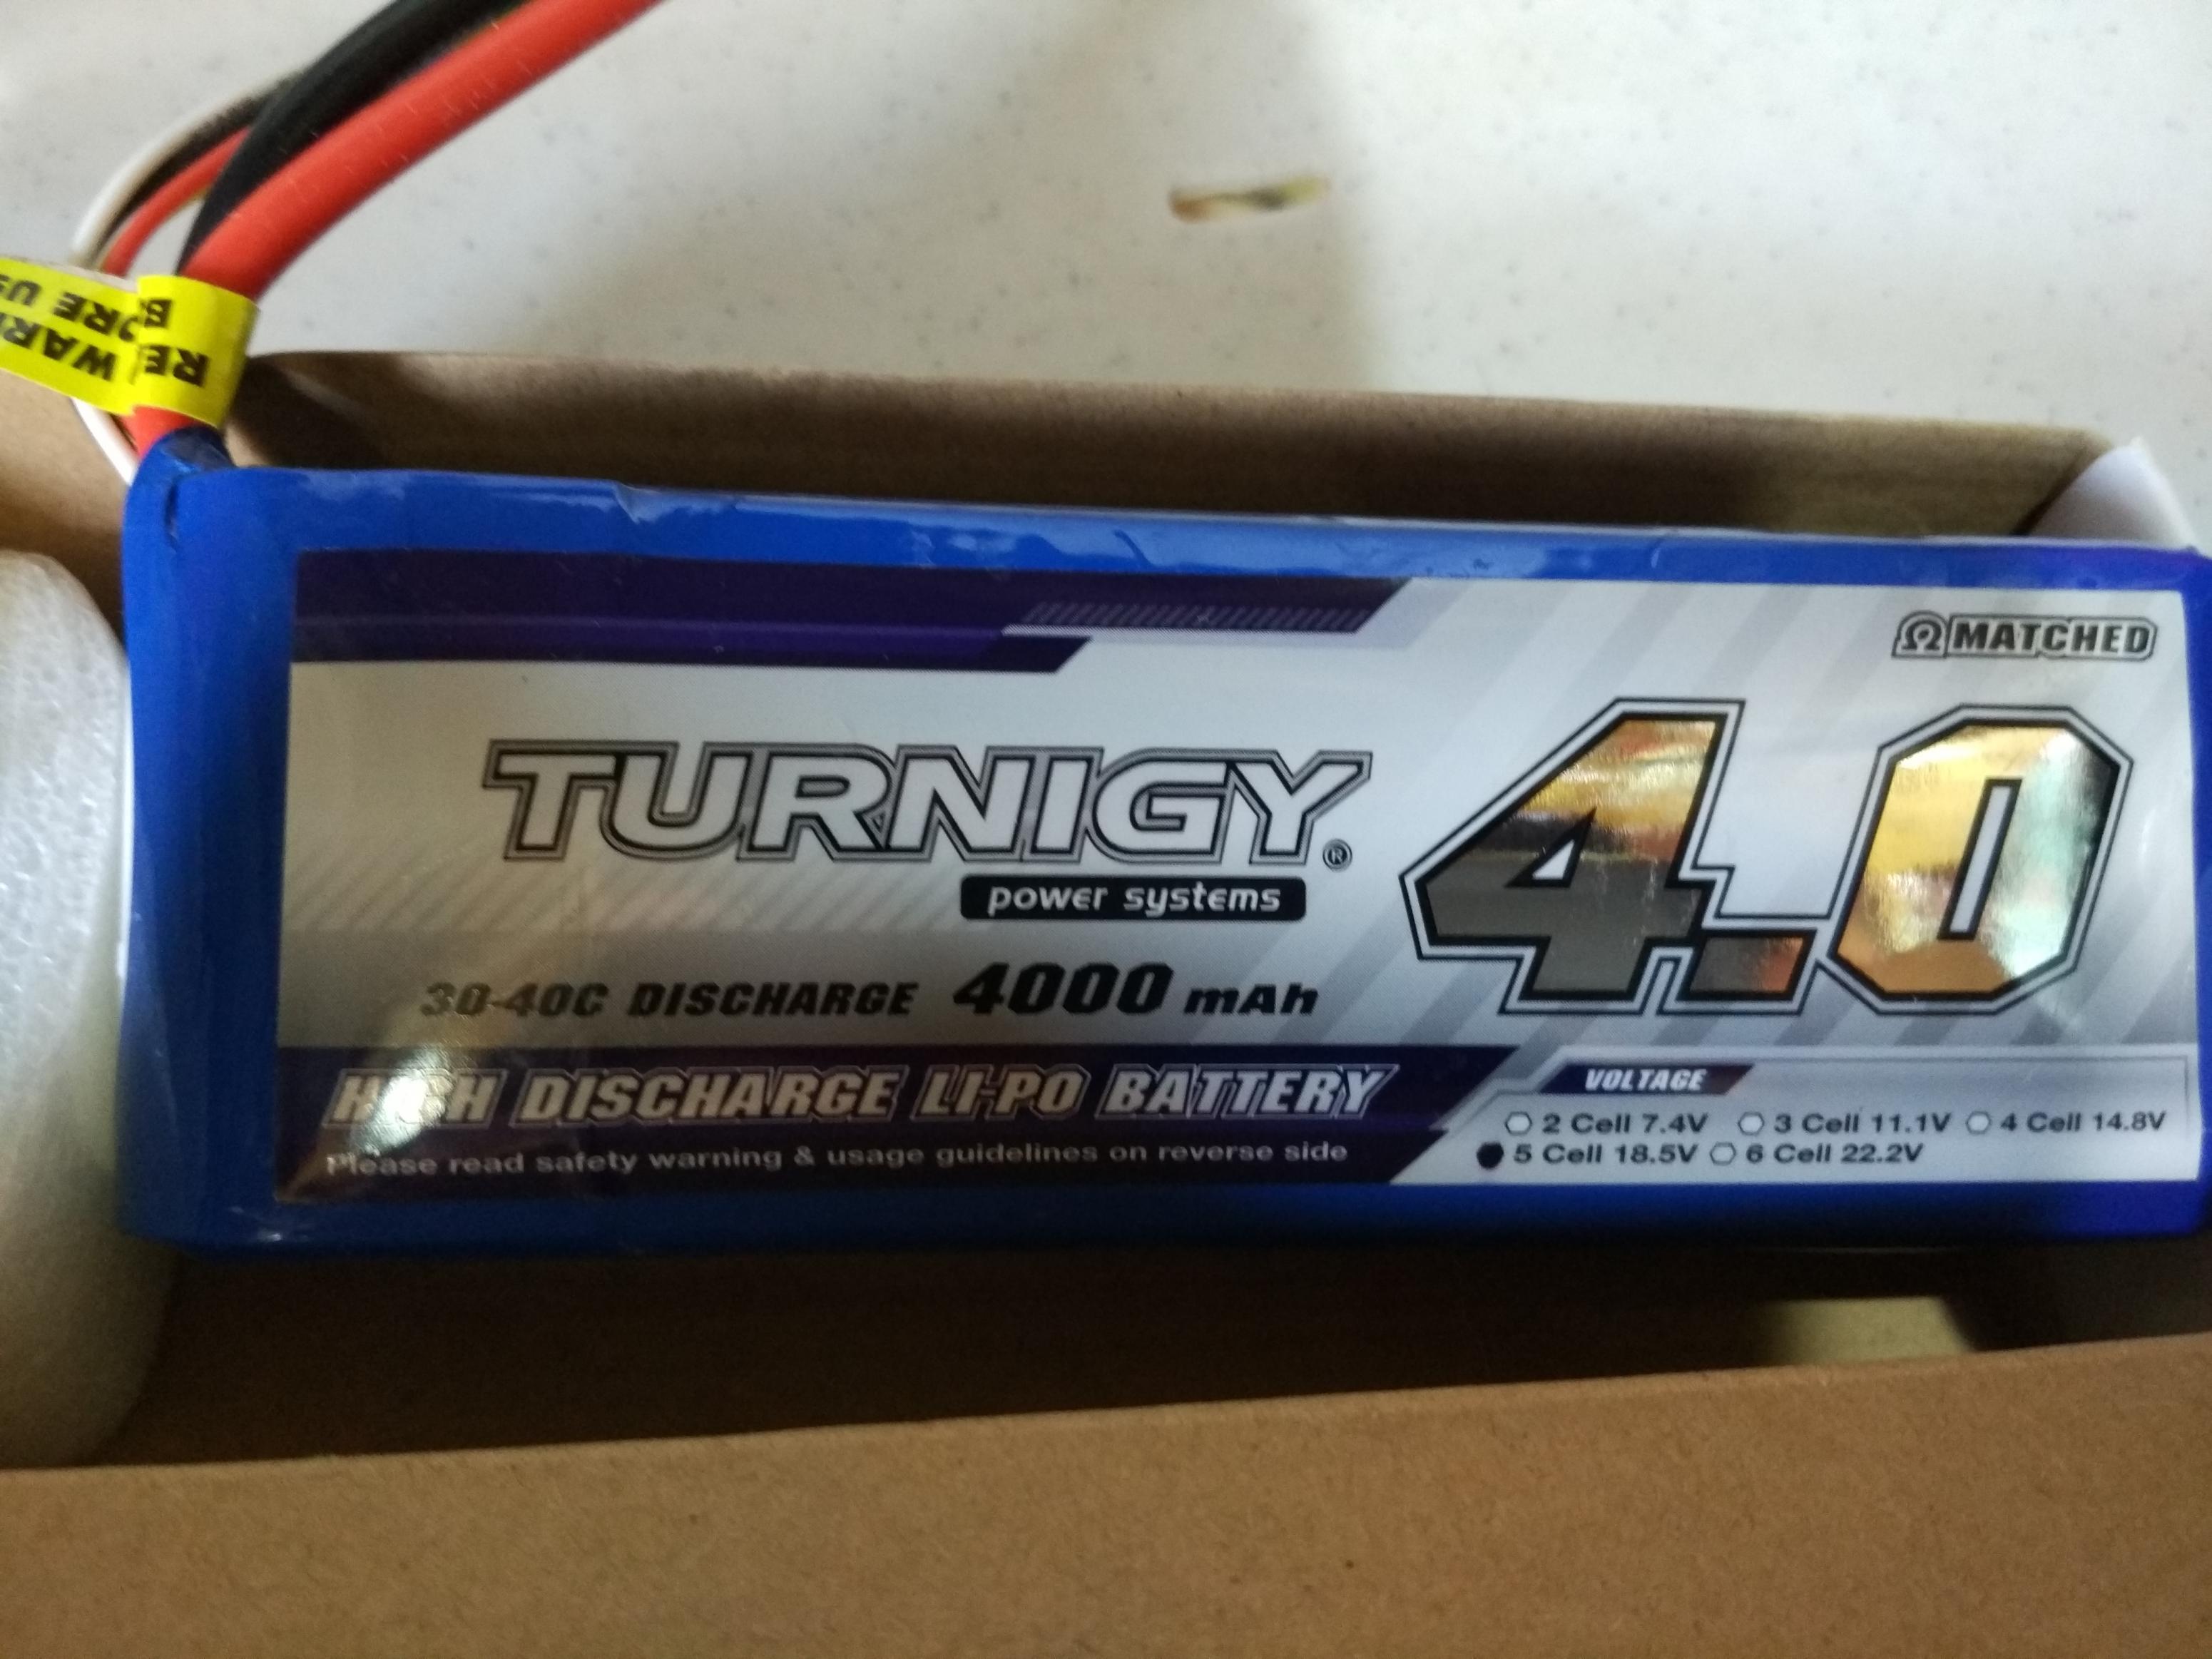 Ω MATCHED
TURNIGY®
power systems
4.0
30-40C DISCHARGE 4000 mAh
HIGH DISCHARGE LI-PO BATTERY
Please read safety warning & usage guidelines on reverse side
VOLTAGE
2 Cell 7.4V 3 Cell 11.1V 4 Cell 14.8V
5 Cell 18.5V 6 Cell 22.2V